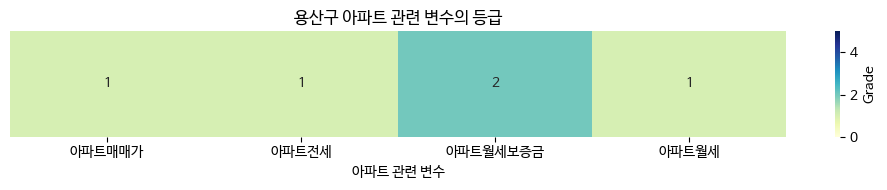 용산구 아파트 관련 변수의 등급
1 1 2 1
아파트매매가 아파트전세 아파트월세보증금 아파트월세
아파트 관련 변수
4
2
0
Grade